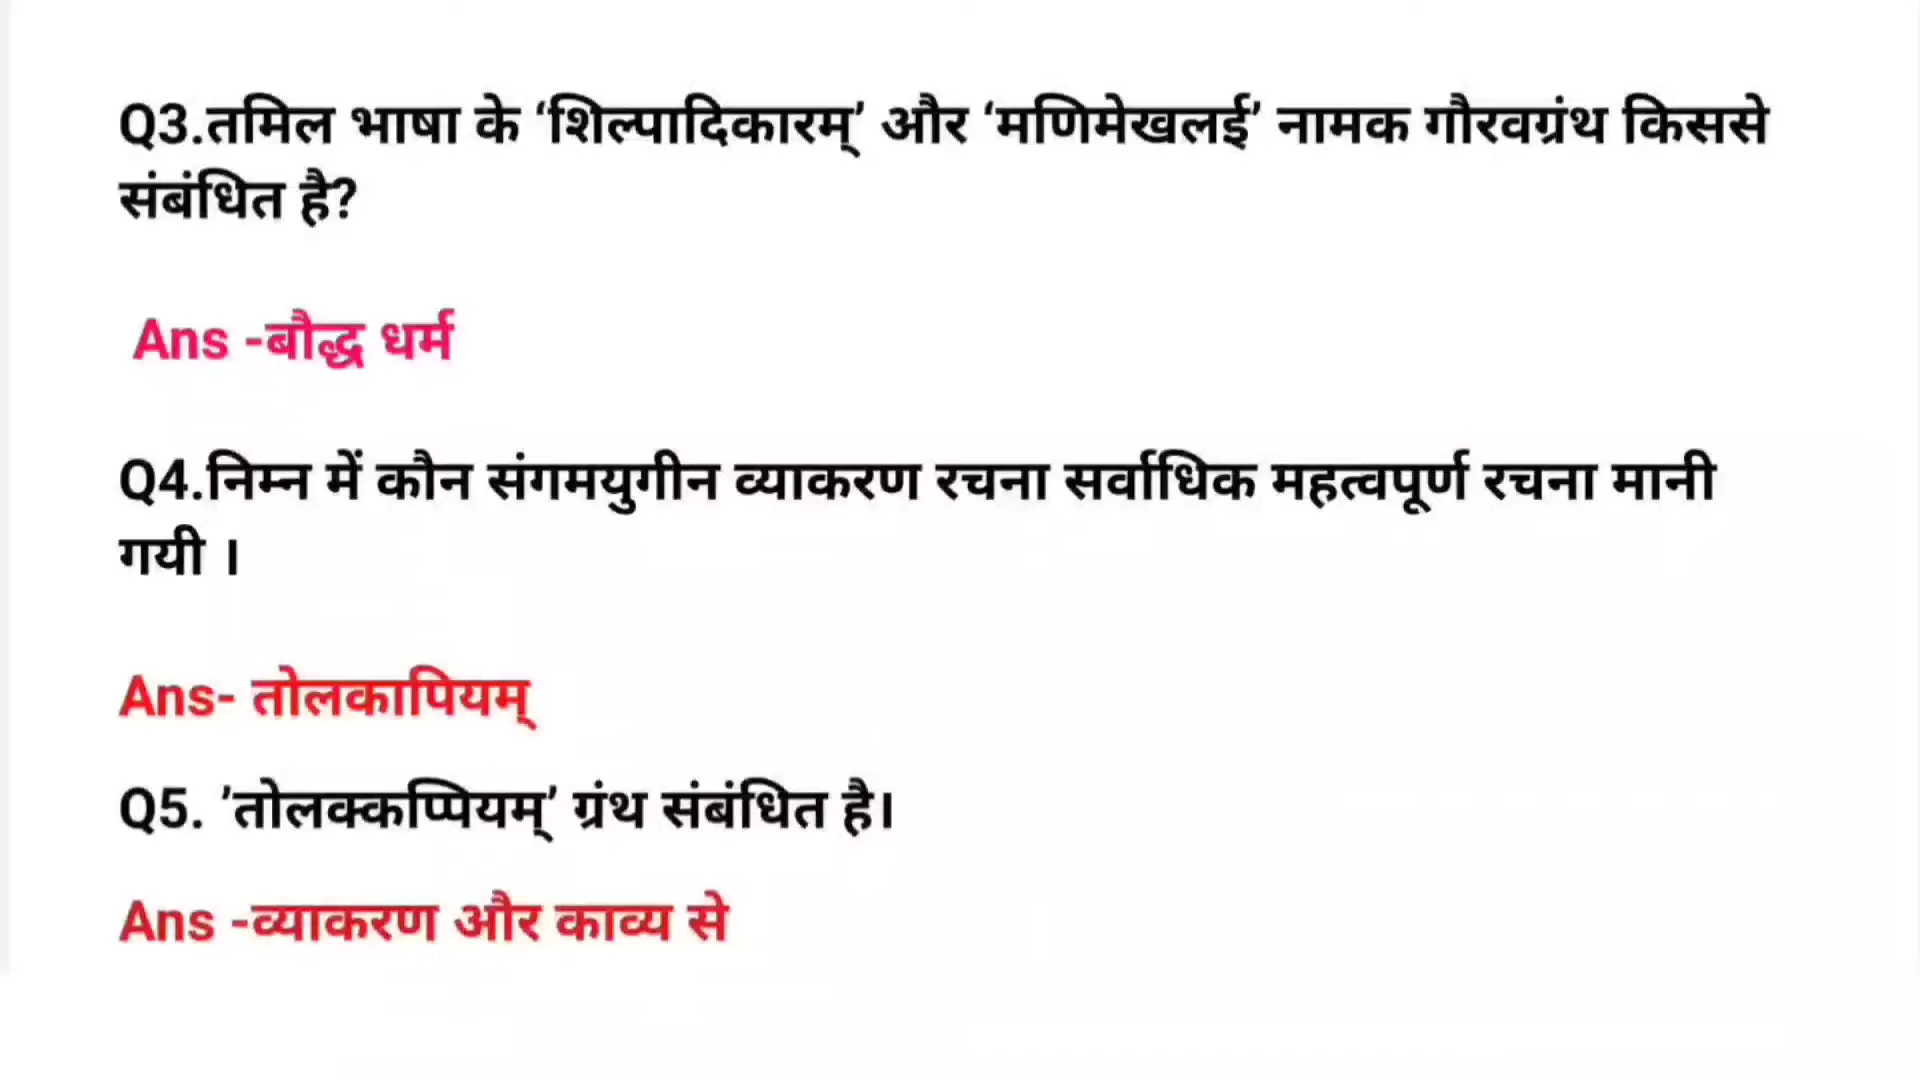 Q3.तमिल भाषा के ‘शिल्पादिकारम्’ और ‘मणिमेखलई’ नामक गौरवग्रंथ किससे
संबंधित है?
Ans -बौद्ध धर्म
Q4.निम्न में कौन संगमयुगीन व्याकरण रचना सर्वाधिक महत्वपूर्ण रचना मानी
गयी ।
Ans- तोलकापियम्
Q5. ’तोलक्कप्पियम्’ ग्रंथ संबंधित है।
Ans -व्याकरण और काव्य से